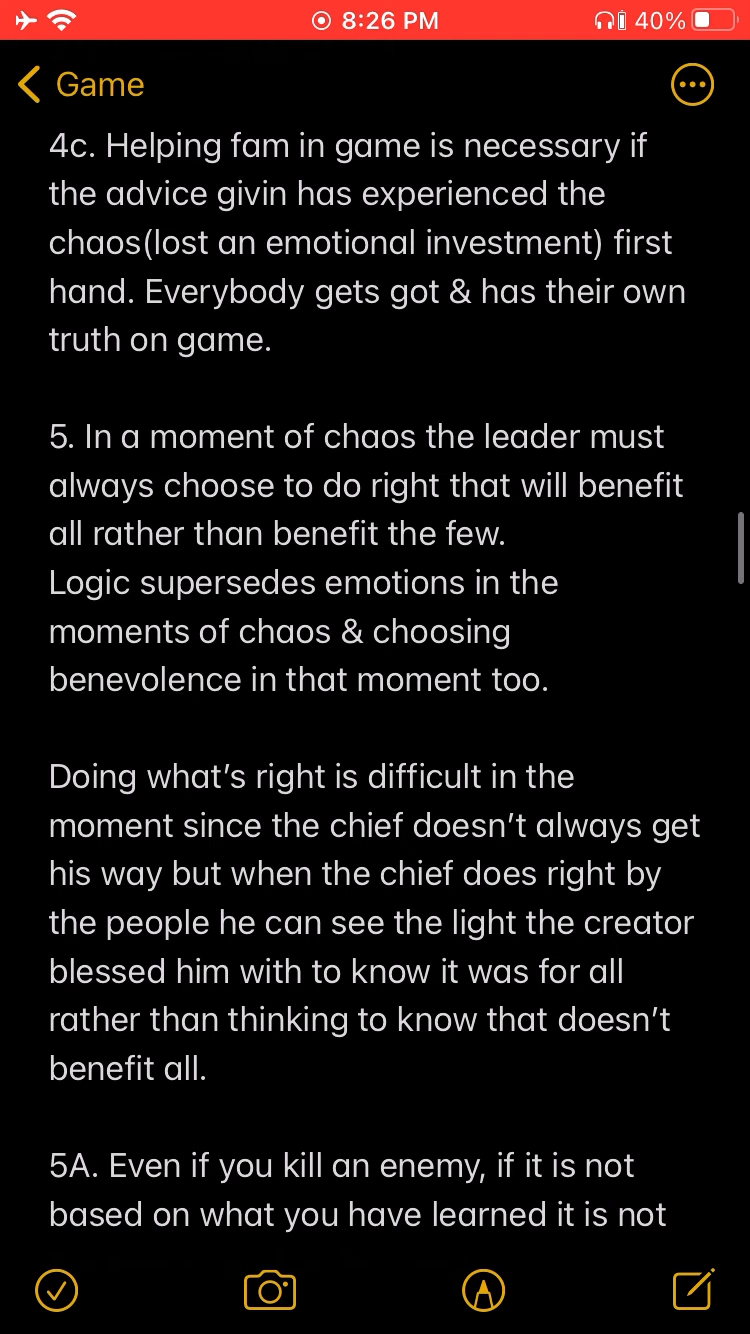 8:26 PM
40%
Game
4c. Helping fam in game is necessary if
the advice givin has experienced the
chaos(lost an emotional investment) first
hand. Everybody gets got & has their own
truth on game.
5. In a moment of chaos the leader must
always choose to do right that will benefit
all rather than benefit the few.
Logic supersedes emotions in the
moments of chaos & choosing
benevolence in that moment too.
Doing what’s right is difficult in the
moment since the chief doesn’t always get
his way but when the chief does right by
the people he can see the light the creator
blessed him with to know it was for all
rather than thinking to know that doesn’t
benefit all.
5A. Even if you kill an enemy, if it is not
based on what you have learned it is not